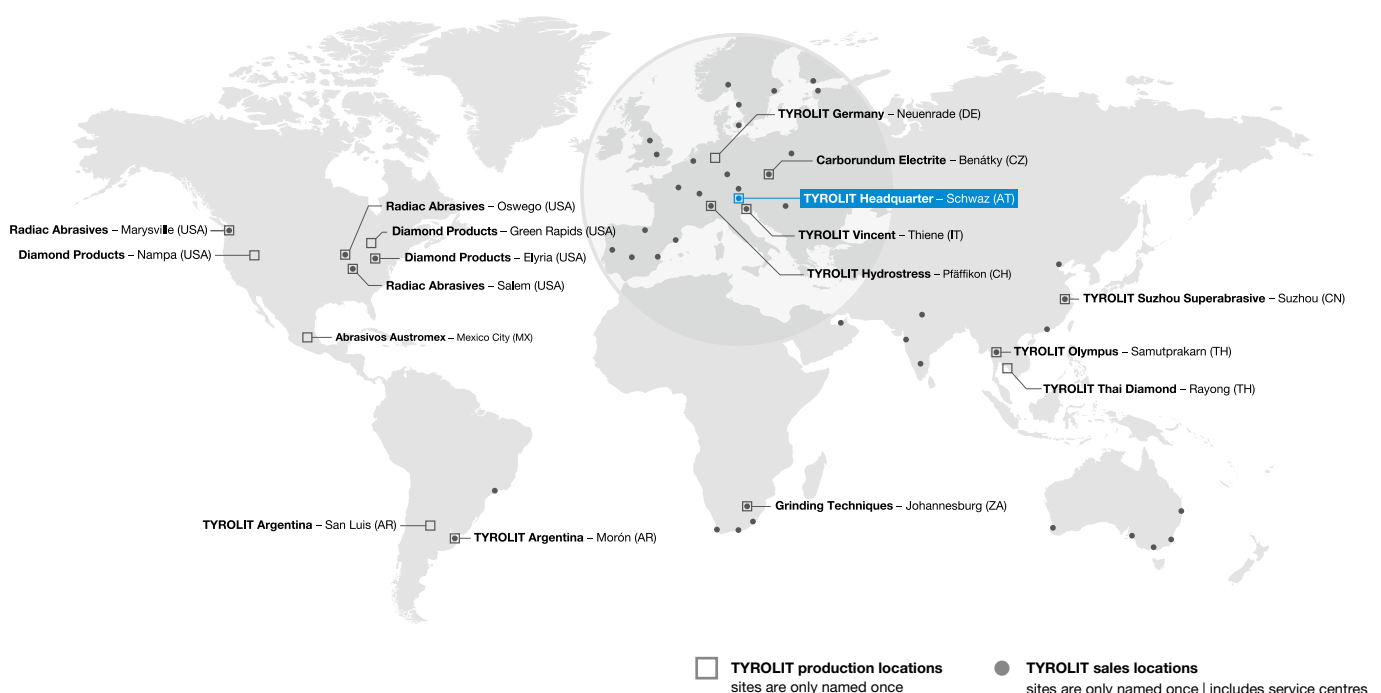 TYROLIT Germany – Neuenrade (DE)
Carborundum Electrite – Benátky (CZ)
TYROLIT Headquarter – Schwaz (AT)
Radiac Abrasives – Oswego (USA)
Radiac Abrasives – Marysville (USA)
Diamond Products – Green Rapids (USA)
TYROLIT Vincent – Thiene (IT)
Diamond Products – Nampa (USA)
Diamond Products – Elyria (USA)
TYROLIT Hydrostress – Pfäffikon (CH)
Radiac Abrasives – Salem (USA)
TYROLIT Suzhou Superabrasive – Suzhou (CN)
Abrasivos Austromex – Mexico City (MX)
TYROLIT Olympus – Samutprakarn (TH)
TYROLIT Thai Diamond – Rayong (TH)
Grinding Techniques – Johannesburg (ZA)
TYROLIT Argentina – San Luis (AR)
TYROLIT Argentina – Morón (AR)
TYROLIT production locations
sites are only named once
TYROLIT sales locations
sites are only named once | includes service centres